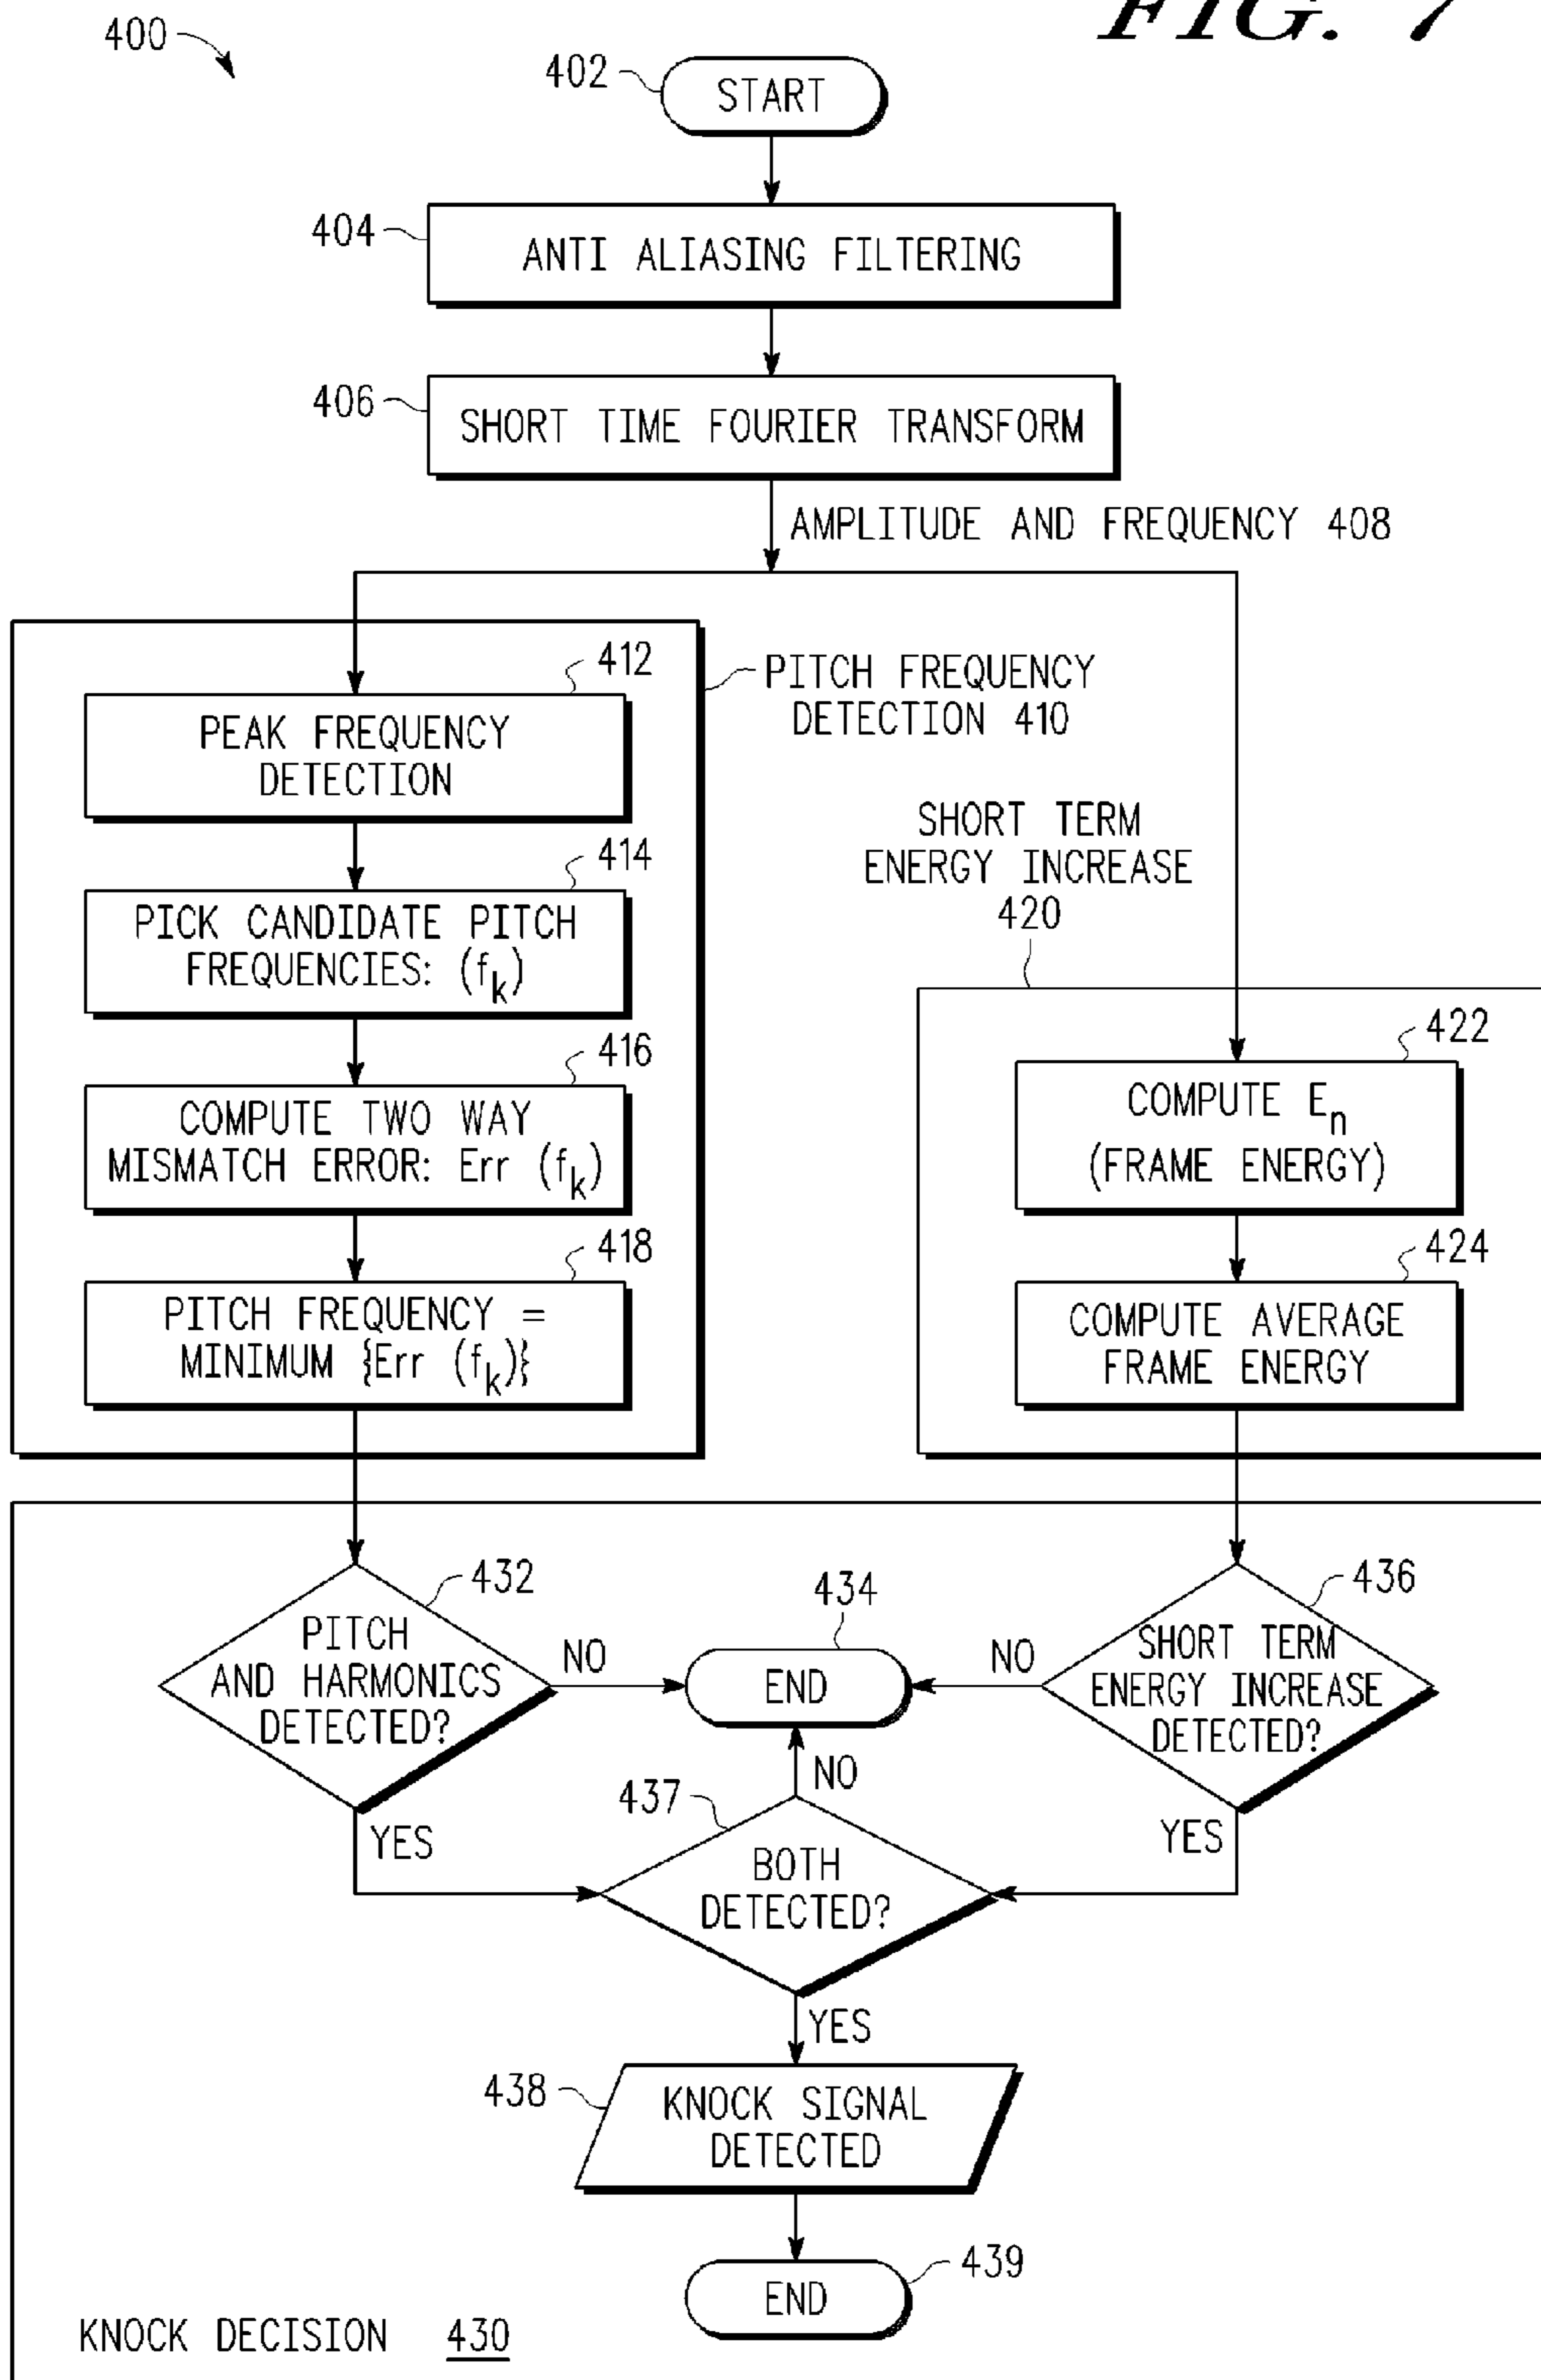 FIG. 7
400
402
START
404
ANTI ALIASING FILTERING
406
SHORT TIME FOURIER TRANSFORM
AMPLITUDE AND FREQUENCY 408
412
PEAK FREQUENCY
DETECTION
PITCH FREQUENCY
DETECTION 410
414
PICK CANDIDATE PITCH
FREQUENCIES: (fk)
416
COMPUTE TWO WAY
MISMATCH ERROR: Err (fk)
418
PITCH FREQUENCY =
MINIMUM {Err (fk)}
SHORT TERM
ENERGY INCREASE
420
422
COMPUTE En
(FRAME ENERGY)
424
COMPUTE AVERAGE
FRAME ENERGY
432
PITCH
AND HARMONICS
DETECTED?
NO
YES
434
END
436
SHORT TERM
ENERGY INCREASE
DETECTED?
NO
YES
437
BOTH
DETECTED?
NO
YES
438
KNOCK SIGNAL
DETECTED
439
END
KNOCK DECISION 430